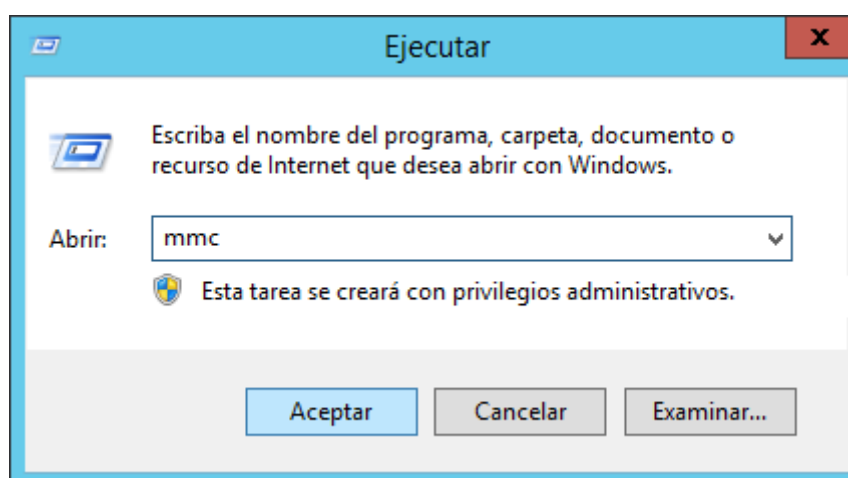 Ejecutar
x
Escriba el nombre del programa, carpeta, documento o
recurso de Internet que desea abrir con Windows.
Abrir: mmc
Esta tarea se creará con privilegios administrativos.
Aceptar Cancelar Examinar...